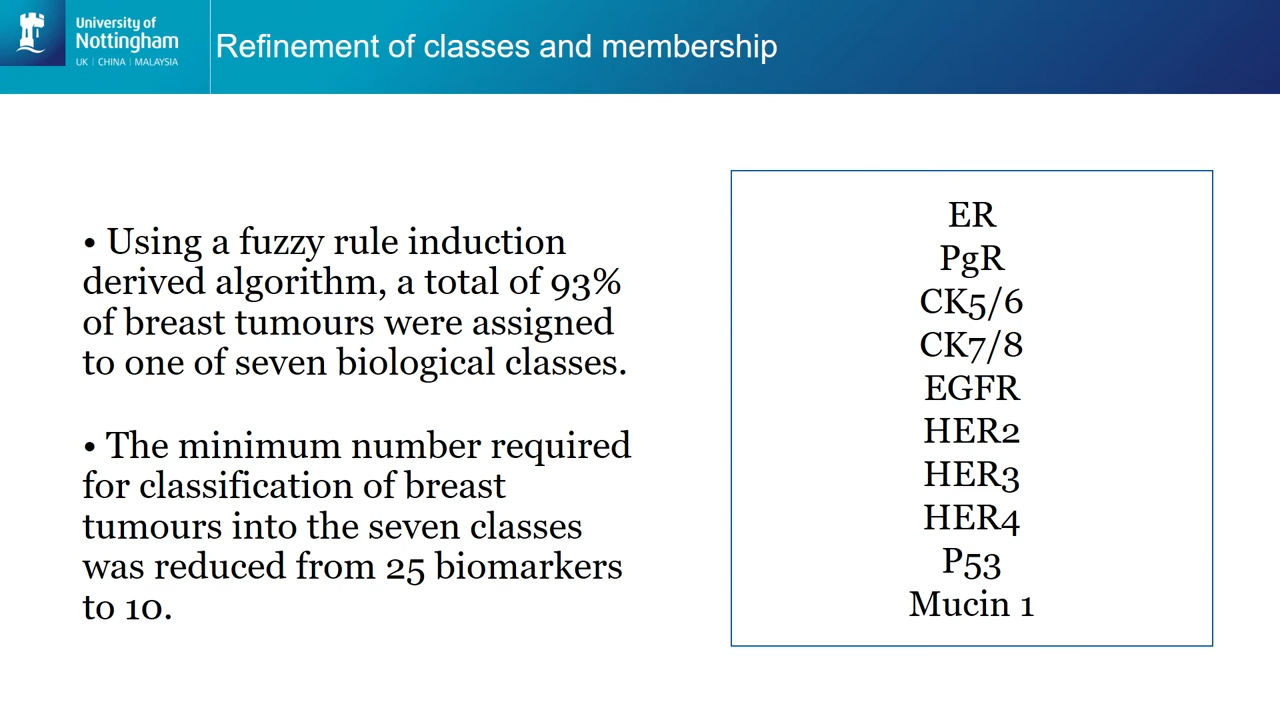 University of
Nottingham
UK | CHINA | MALAYSIA
Refinement of classes and membership
• Using a fuzzy rule induction
derived algorithm, a total of 93%
of breast tumours were assigned
to one of seven biological classes.
• The minimum number required
for classification of breast
tumours into the seven classes
was reduced from 25 biomarkers
to 10.
ER
PgR
CK5/6
CK7/8
EGFR
HER2
HER3
HER4
P53
Mucin 1